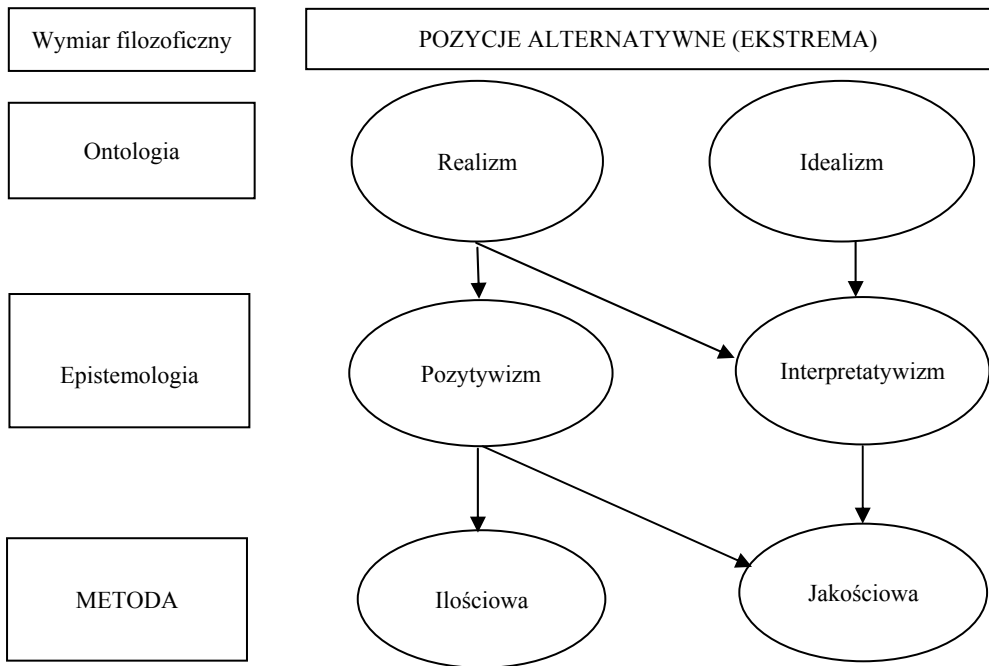 Wymiar filozoficzny
POZYCJE ALTERNATYWNE (EKSTREMA)
Ontologia
Realizm
Idealizm
Epistemologia
Pozytywizm
Interpretatywizm
METODA
Ilościowa
Jakościowa